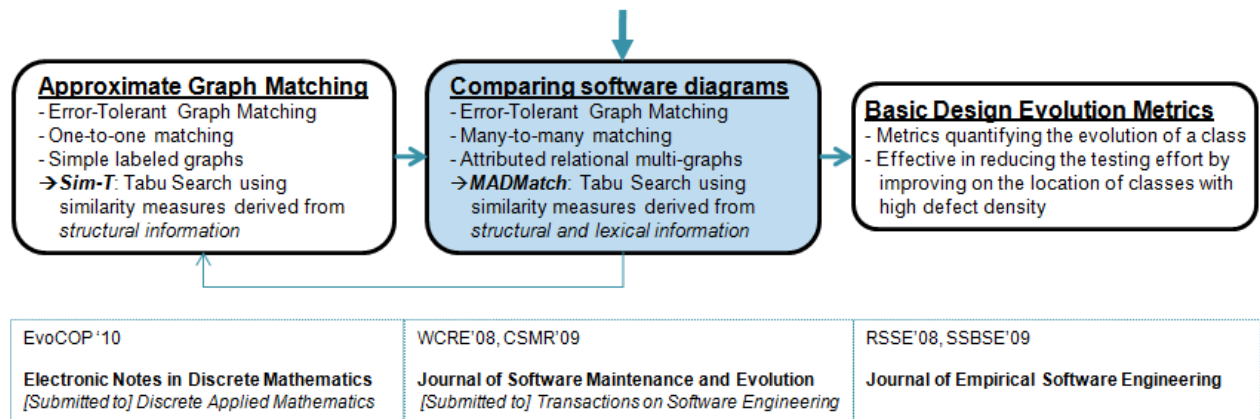 Approximate Graph Matching
- Error-Tolerant Graph Matching
- One-to-one matching
- Simple labeled graphs
→Sim-T: Tabu Search using
similarity measures derived from
structural information
Comparing software diagrams
- Error-Tolerant Graph Matching
- Many-to-many matching
- Attributed relational multi-graphs
→MADMatch: Tabu Search using
similarity measures derived from
structural and lexical information
Basic Design Evolution Metrics
- Metrics quantifying the evolution of a class
- Effective in reducing the testing effort by
improving on the location of classes with
high defect density
EvoCOP ‘10
Electronic Notes in Discrete Mathematics
[Submitted to] Discrete Applied Mathematics
WCRE’08, CSMR’09
Journal of Software Maintenance and Evolution
[Submitted to] Transactions on Software Engineering
RSSE’08, SSBSE’09
Journal of Empirical Software Engineering